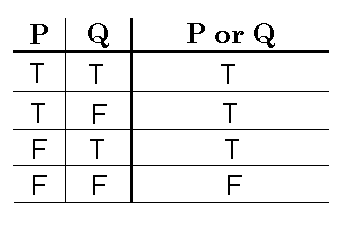 P Q P or Q
T T T
T F T
F T T
F F F